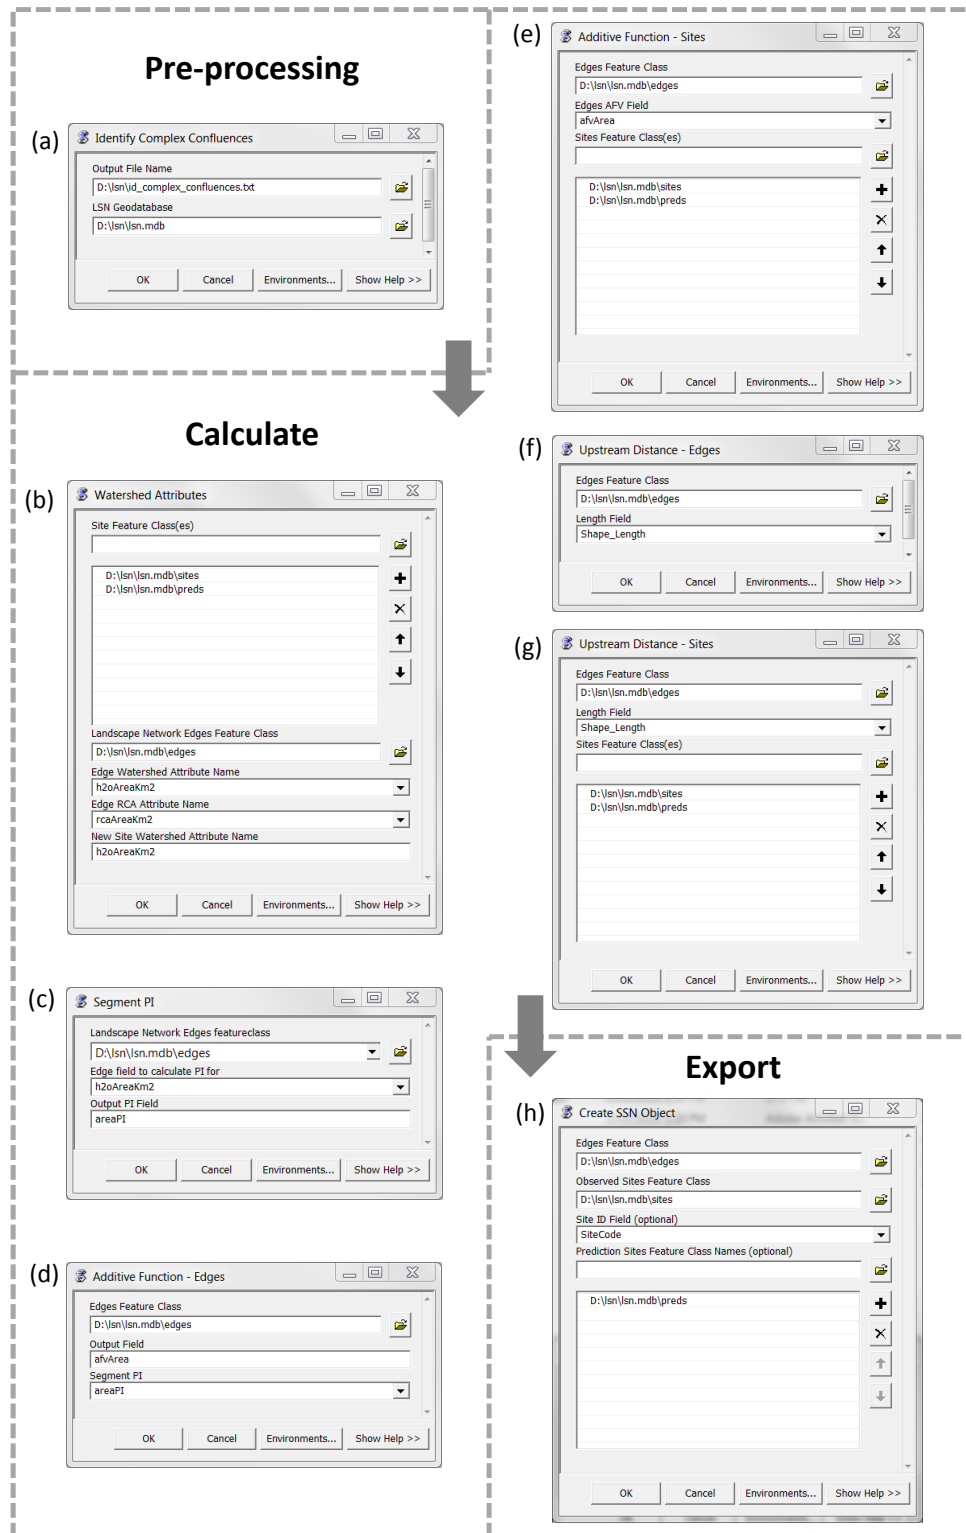 Pre-processing
(a)
Identify Complex Confluences
Output File Name
D:\lsn\id_complex_confluences.txt
LSN Geodatabase
D:\lsn\lsn.mdb
OK Cancel Environments... Show Help >>
Calculate
(b)
Watershed Attributes
Site Feature Class(es)
D:\lsn\lsn.mdb\sites
D:\lsn\lsn.mdb\preds
Landscape Network Edges Feature Class
D:\lsn\lsn.mdb\edges
Edge Watershed Attribute Name
h2oAreaKm2
Edge RCA Attribute Name
rcaAreaKm2
New Site Watershed Attribute Name
h2oAreaKm2
OK Cancel Environments... Show Help >>
(c)
Segment PI
Landscape Network Edges featureclass
D:\lsn\lsn.mdb\edges
Edge field to calculate PI for
h2oAreaKm2
Output PI Field
areaPI
OK Cancel Environments... Show Help >>
(d)
Additive Function - Edges
Edges Feature Class
D:\lsn\lsn.mdb\edges
Output Field
afvArea
Segment PI
areaPI
OK Cancel Environments... Show Help >>
(e)
Additive Function - Sites
Edges Feature Class
D:\lsn\lsn.mdb\edges
Edges AFV Field
afvArea
Sites Feature Class(es)
D:\lsn\lsn.mdb\sites
D:\lsn\lsn.mdb\preds
OK Cancel Environments... Show Help >>
(f)
Upstream Distance - Edges
Edges Feature Class
D:\lsn\lsn.mdb\edges
Length Field
Shape_Length
OK Cancel Environments... Show Help >>
(g)
Upstream Distance - Sites
Edges Feature Class
D:\lsn\lsn.mdb\edges
Length Field
Shape_Length
Sites Feature Class(es)
D:\lsn\lsn.mdb\sites
D:\lsn\lsn.mdb\preds
OK Cancel Environments... Show Help >>
Export
(h)
Create SSN Object
Edges Feature Class
D:\lsn\lsn.mdb\edges
Observed Sites Feature Class
D:\lsn\lsn.mdb\sites
Site ID Field (optional)
SiteCode
Prediction Sites Feature Class Names (optional)
D:\lsn\lsn.mdb\preds
OK Cancel Environments... Show Help >>